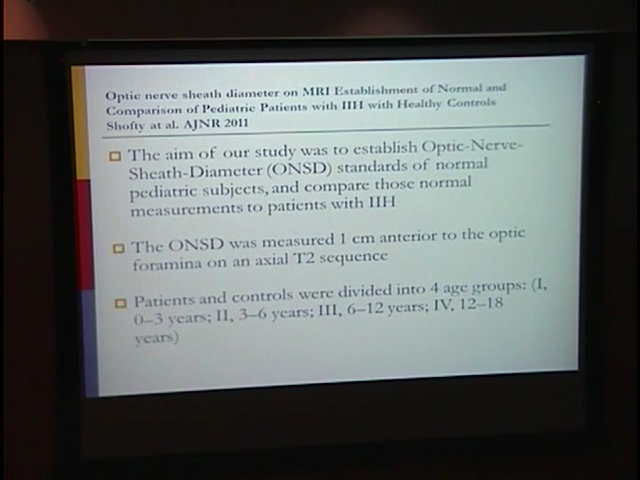 Optic nerve sheath diameter on MRI Establishment of Normal and
Comparison of Pediatric Patients with IIH with Healthy Controls
Shofty at al. AJNR 2011
The aim of our study was to establish Optic-Nerve-
Sheath-Diameter (ONSD) standards of normal
pediatric subjects, and compare those normal
measurements to patients with IIH
The ONSD was measured 1 cm anterior to the optic
foramina on an axial T2 sequence
Patients and controls were divided into 4 age groups: (I,
0–3 years; II, 3–6 years; III, 6–12 years; IV, 12–18
years)